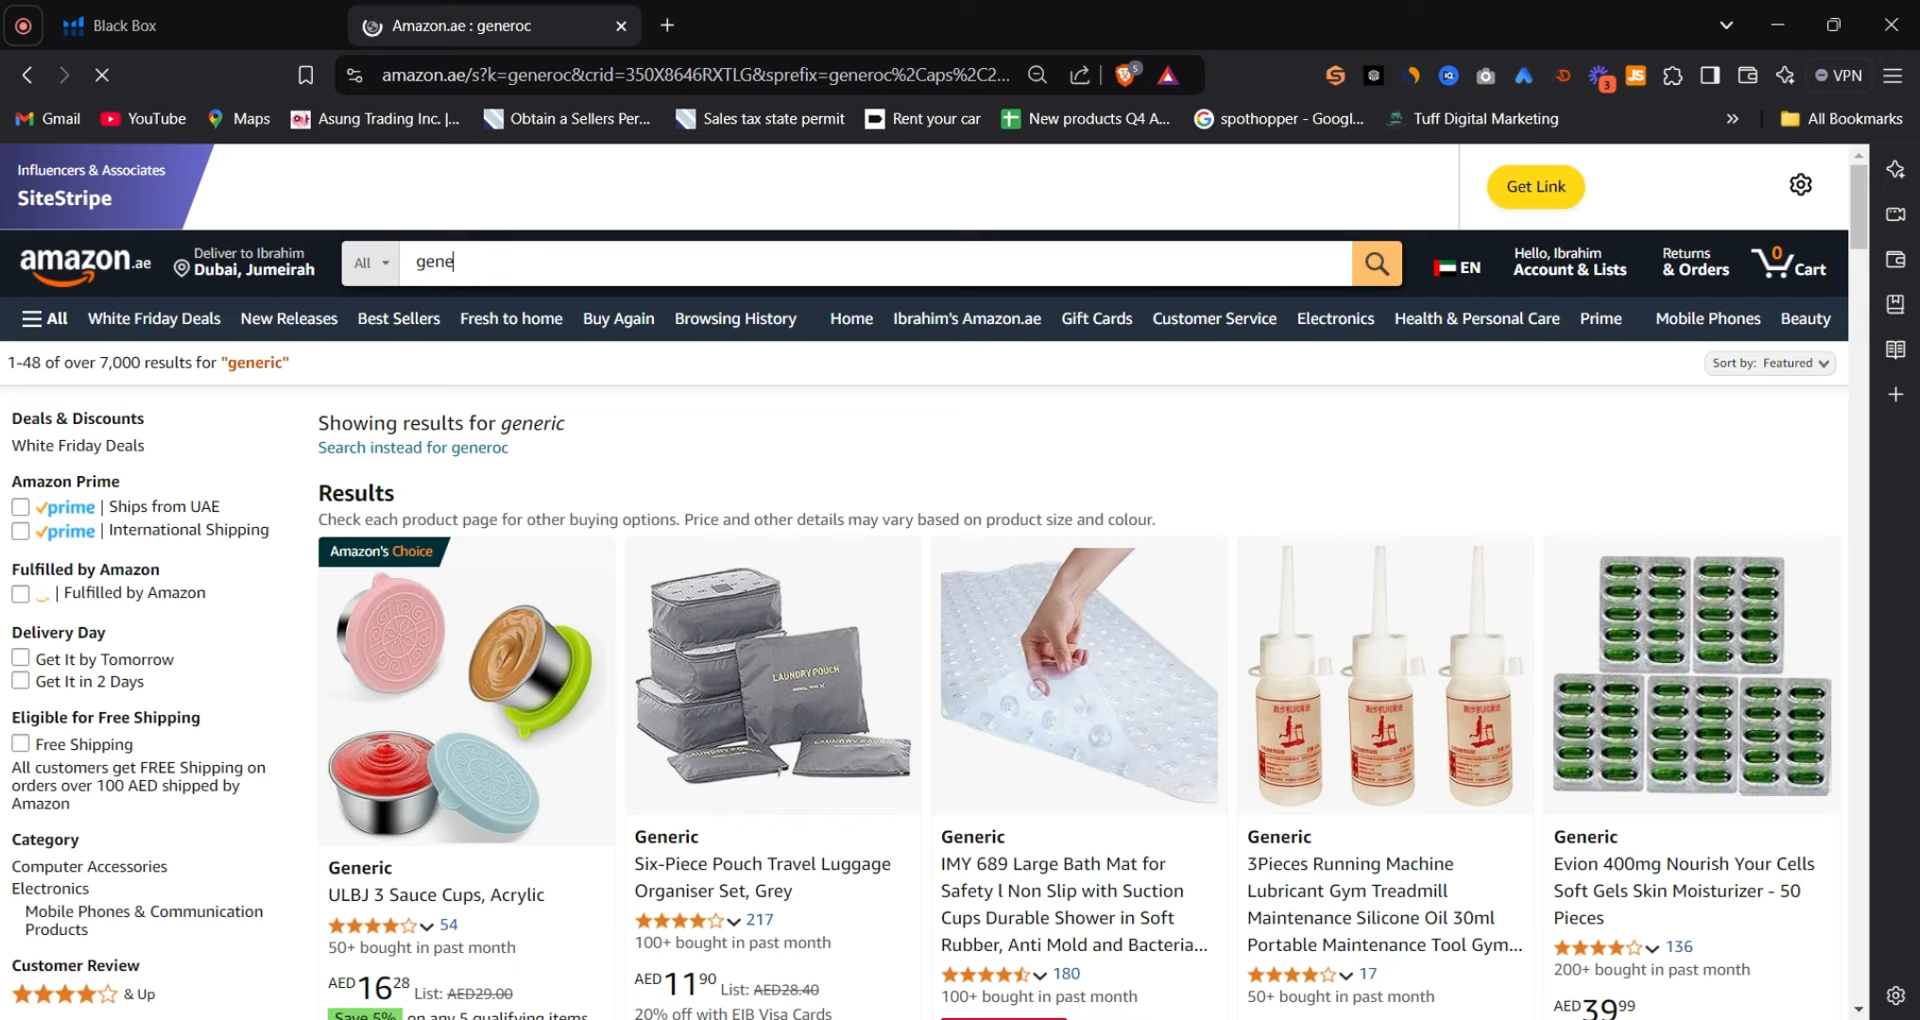 Black Box
Amazon.ae : generoc
amazon.ae/s?k=generoc&crid=350X8646RXTLG&sprefix=generoc%2Caps%2C2...
5
3
JS
VPN
Gmail
YouTube
Maps
Asung Trading Inc. |...
Obtain a Sellers Per...
Sales tax state permit
Rent your car
New products Q4 A...
spothopper - Googl...
Tuff Digital Marketing
»
All Bookmarks
Influencers & Associates
SiteStripe
Get Link
amazon.ae
Deliver to Ibrahim
Dubai, Jumeirah
All
gene
EN
Hello, Ibrahim
Account & Lists
Returns
& Orders
0
Cart
All
White Friday Deals
New Releases
Best Sellers
Fresh to home
Buy Again
Browsing History
Home
Ibrahim's Amazon.ae
Gift Cards
Customer Service
Electronics
Health & Personal Care
Prime
Mobile Phones
Beauty
1-48 of over 7,000 results for "generic"
Sort by: Featured
Deals & Discounts
White Friday Deals
Amazon Prime
prime | Ships from UAE
prime | International Shipping
Fulfilled by Amazon
| Fulfilled by Amazon
Delivery Day
Get It by Tomorrow
Get It in 2 Days
Eligible for Free Shipping
Free Shipping
All customers get FREE Shipping on
orders over 100 AED shipped by
Amazon
Category
Computer Accessories
Electronics
Mobile Phones & Communication
Products
Customer Review
& Up
Showing results for generic
Search instead for generoc
Results
Check each product page for other buying options. Price and other details may vary based on product size and colour.
Amazon's Choice
Generic
ULBJ 3 Sauce Cups, Acrylic
54
50+ bought in past month
AED16 28 List: AED29.00
Save 5% on any 5 qualifying items
LAUNDRY POUCH
LAUNDRY POUCH
LAUNDRY POUCH
Generic
Six-Piece Pouch Travel Luggage
Organiser Set, Grey
217
100+ bought in past month
AED11 90 List: AED28.40
20% off with EIB Visa Cards
Generic
IMY 689 Large Bath Mat for
Safety l Non Slip with Suction
Cups Durable Shower in Soft
Rubber, Anti Mold and Bacteria...
180
100+ bought in past month
Generic
3Pieces Running Machine
Lubricant Gym Treadmill
Maintenance Silicone Oil 30ml
Portable Maintenance Tool Gym...
17
50+ bought in past month
Generic
Evion 400mg Nourish Your Cells
Soft Gels Skin Moisturizer - 50
Pieces
136
200+ bought in past month
AED39 99